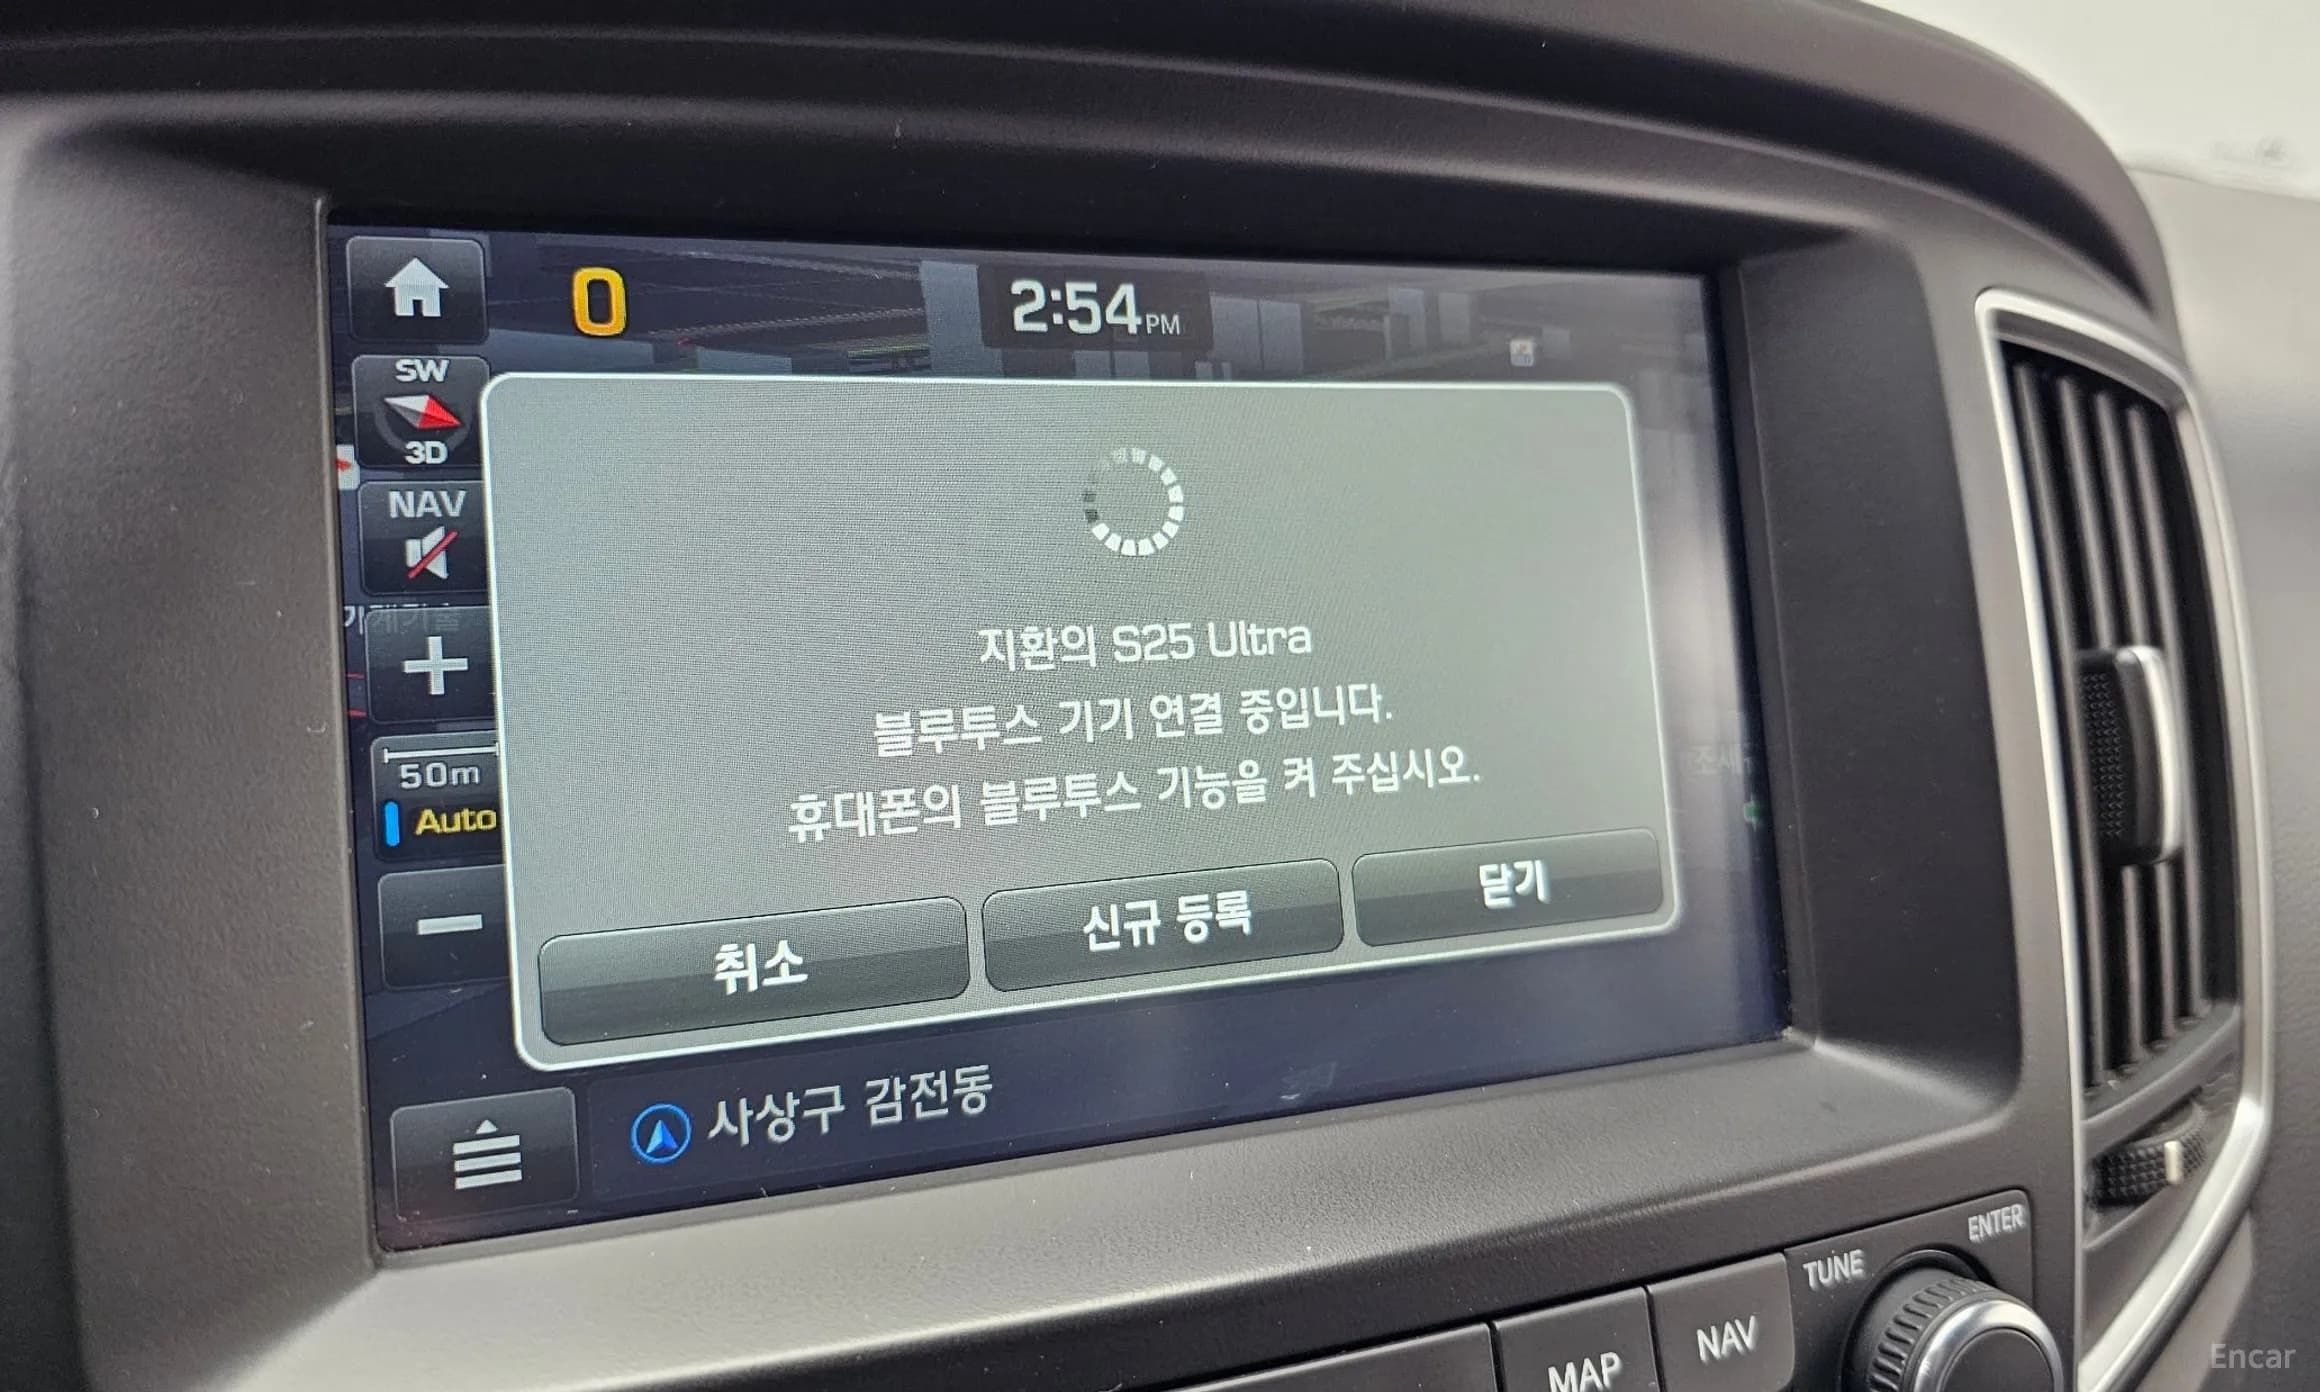 0
2:54PM
SW
3D
NAV
50m
Auto
지환의 S25 Ultra
블루투스 기기 연결 중입니다.
휴대폰의 블루투스 기능을 켜 주십시오.
취소
신규 등록
닫기
사상구 감전동
MAP
NAV
TUNE
ENTER
Encar